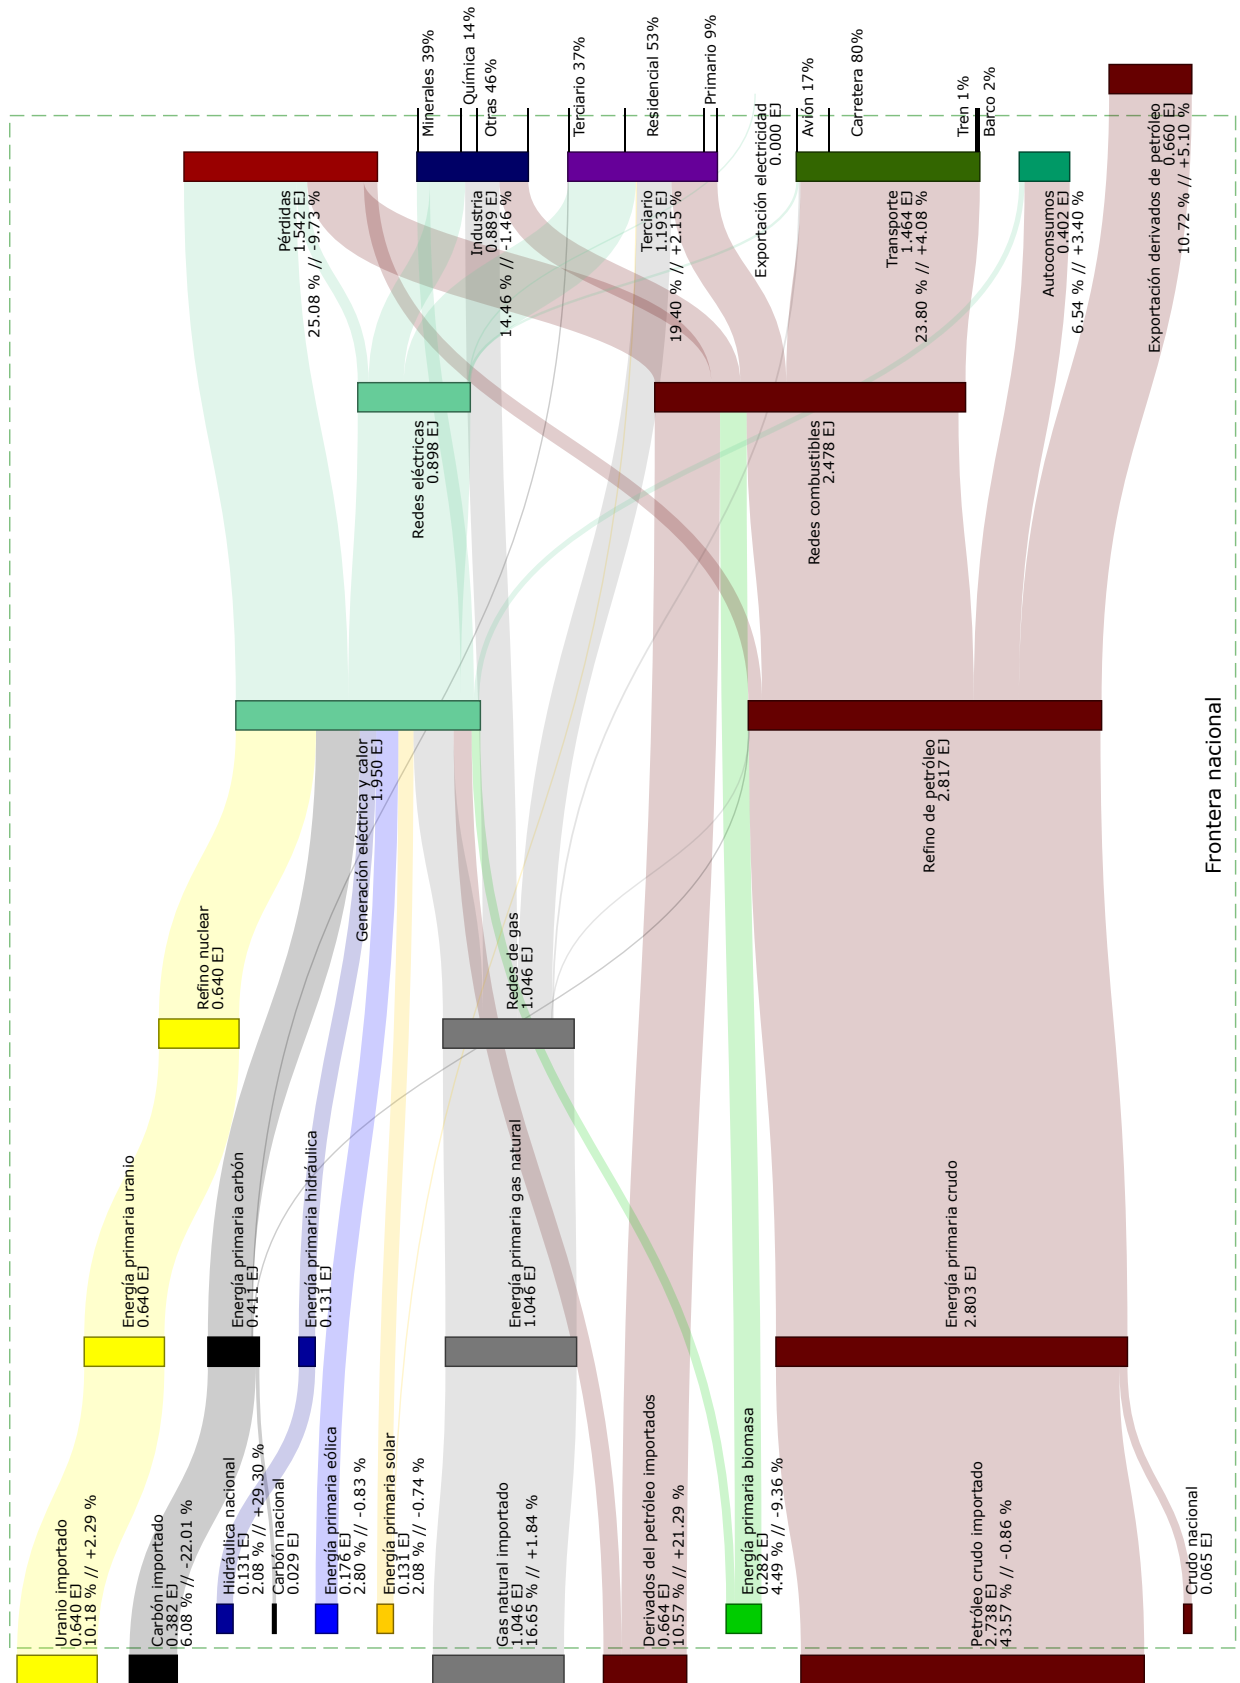 Uranio importado
0.640 EJ
10.18 % // +2.29 %
Carbón importado
0.382 EJ
6.08 % // -22.01 %
Hidráulica nacional
0.131 EJ
2.08 % // +29.30 %
Carbón nacional
0.029 EJ
Energía primaria eólica
0.176 EJ
2.80 % // -0.83 %
Energía primaria solar
0.131 EJ
2.08 % // -0.74 %
Gas natural importado
1.046 EJ
16.65 % // +1.84 %
Derivados del petróleo importados
0.664 EJ
10.57 % // +21.29 %
Energía primaria biomasa
0.282 EJ
4.49 % // -9.36 %
Petróleo crudo importado
2.738 EJ
43.57 % // -0.86 %
Crudo nacional
0.065 EJ
Energía primaria uranio
0.640 EJ
Energía primaria carbón
0.411 EJ
Energía primaria hidráulica
0.131 EJ
Energía primaria gas natural
1.046 EJ
Energía primaria crudo
2.803 EJ
Refino nuclear
0.640 EJ
Redes de gas
1.046 EJ
Generación eléctrica y calor
1.950 EJ
Refino de petróleo
2.817 EJ
Frontera nacional
Redes eléctricas
0.898 EJ
Redes combustibles
2.478 EJ
Pérdidas
1.542 EJ
25.08 % // -9.73 %
Industria
0.889 EJ
14.46 % // -1.46 %
Terciario
1.193 EJ
19.40 % // +2.15 %
Exportación electricidad
0.000 EJ
Transporte
1.464 EJ
23.80 % // +4.08 %
Autoconsumos
0.402 EJ
6.54 % // +3.40 %
Exportación derivados de petróleo
0.660 EJ
10.72 % // +5.10 %
Minerales 39%
Química 14%
Otras 46%
Terciario 37%
Residencial 53%
Primario 9%
Avión 17%
Carretera 80%
Tren 1%
Barco 2%